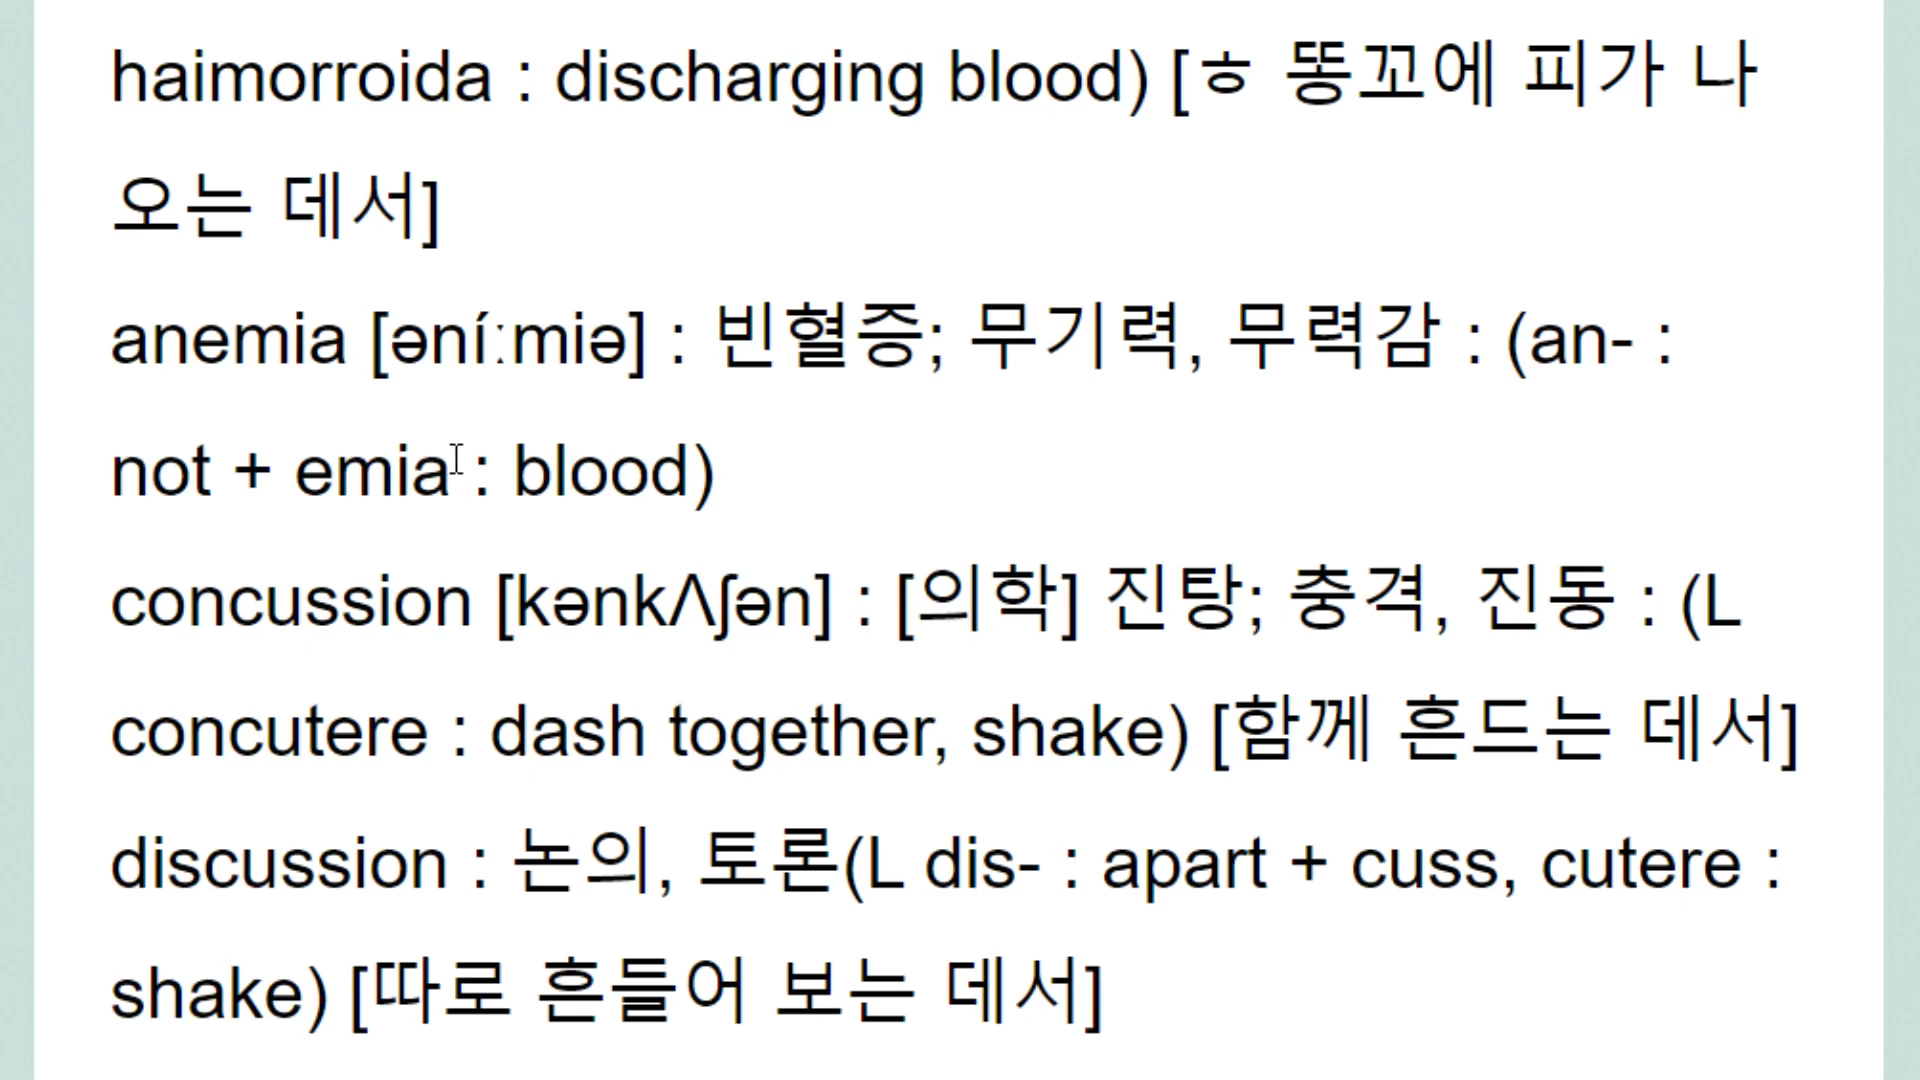 haimorroida : discharging blood) [ㅎ 똥꼬에 피가 나
오는 데서]
anemia [əníːmiə] : 빈혈증; 무기력, 무력감 : (an- :
not + emia : blood)
concussion [kənkΛʃən] : [의학] 진탕; 충격, 진동 : (L
concutere : dash together, shake) [함께 흔드는 데서]
discussion : 논의, 토론(L dis- : apart + cuss, cutere :
shake) [따로 흔들어 보는 데서]